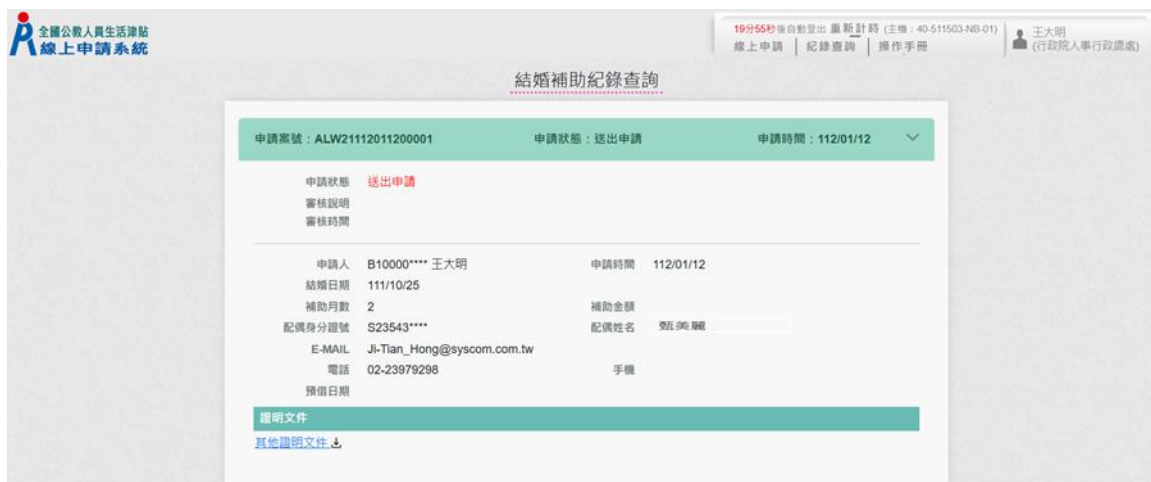 全國公教人員生活津貼
線上申請系統
19分55秒後自動登出 重新計時 (主機：40-511503-NB-01)
線上申請 | 紀錄查詢 | 操作手冊
王大明
(行政院人事行政總處)
結婚補助紀錄查詢
申請案號：ALW21112011200001 申請狀態：送出申請 申請時間：112/01/12
申請狀態 送出申請
審核說明
審核時間
申請人 B10000**** 王大明 申請時間 112/01/12
結婚日期 111/10/25
補助月數 2 補助金額
配偶身分證號 S23543**** 配偶姓名 甄美麗
E-MAIL Ji-Tian_Hong@syscom.com.tw
電話 02-23979298 手機
預借日期
證明文件
其他證明文件